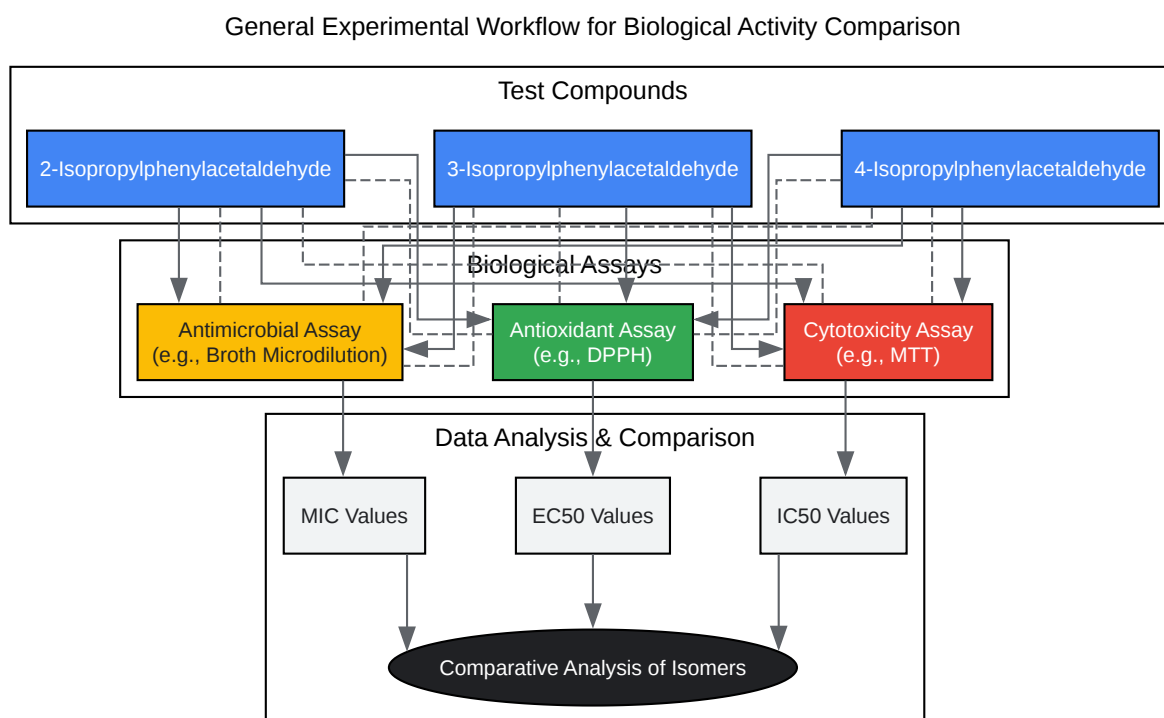 General Experimental Workflow for Biological Activity Comparison
Test Compounds
2-Isopropylphenylacetaldehyde
3-Isopropylphenylacetaldehyde
4-Isopropylphenylacetaldehyde
Biological Assays
Antimicrobial Assay
(e.g., Broth Microdilution)
Antioxidant Assay
(e.g., DPPH)
Cytotoxicity Assay
(e.g., MTT)
Data Analysis & Comparison
MIC Values
EC50 Values
IC50 Values
Comparative Analysis of Isomers